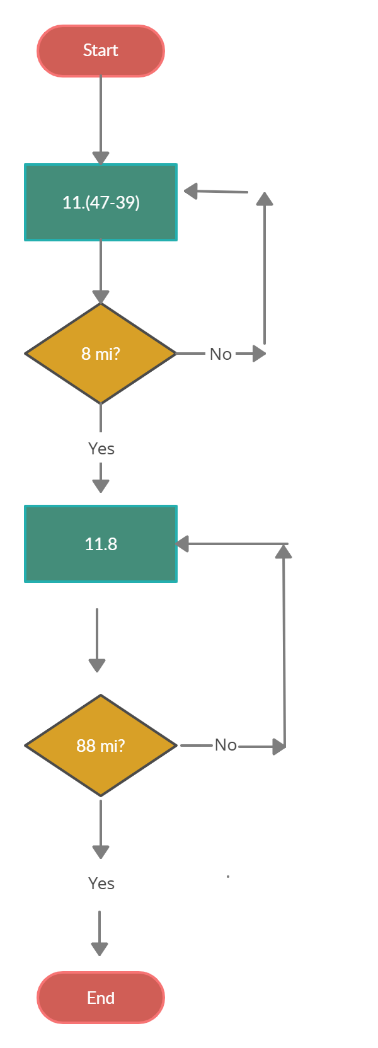 Start
11.(47-39)
8 mi?
No
Yes
11.8
88 mi?
No
Yes
End